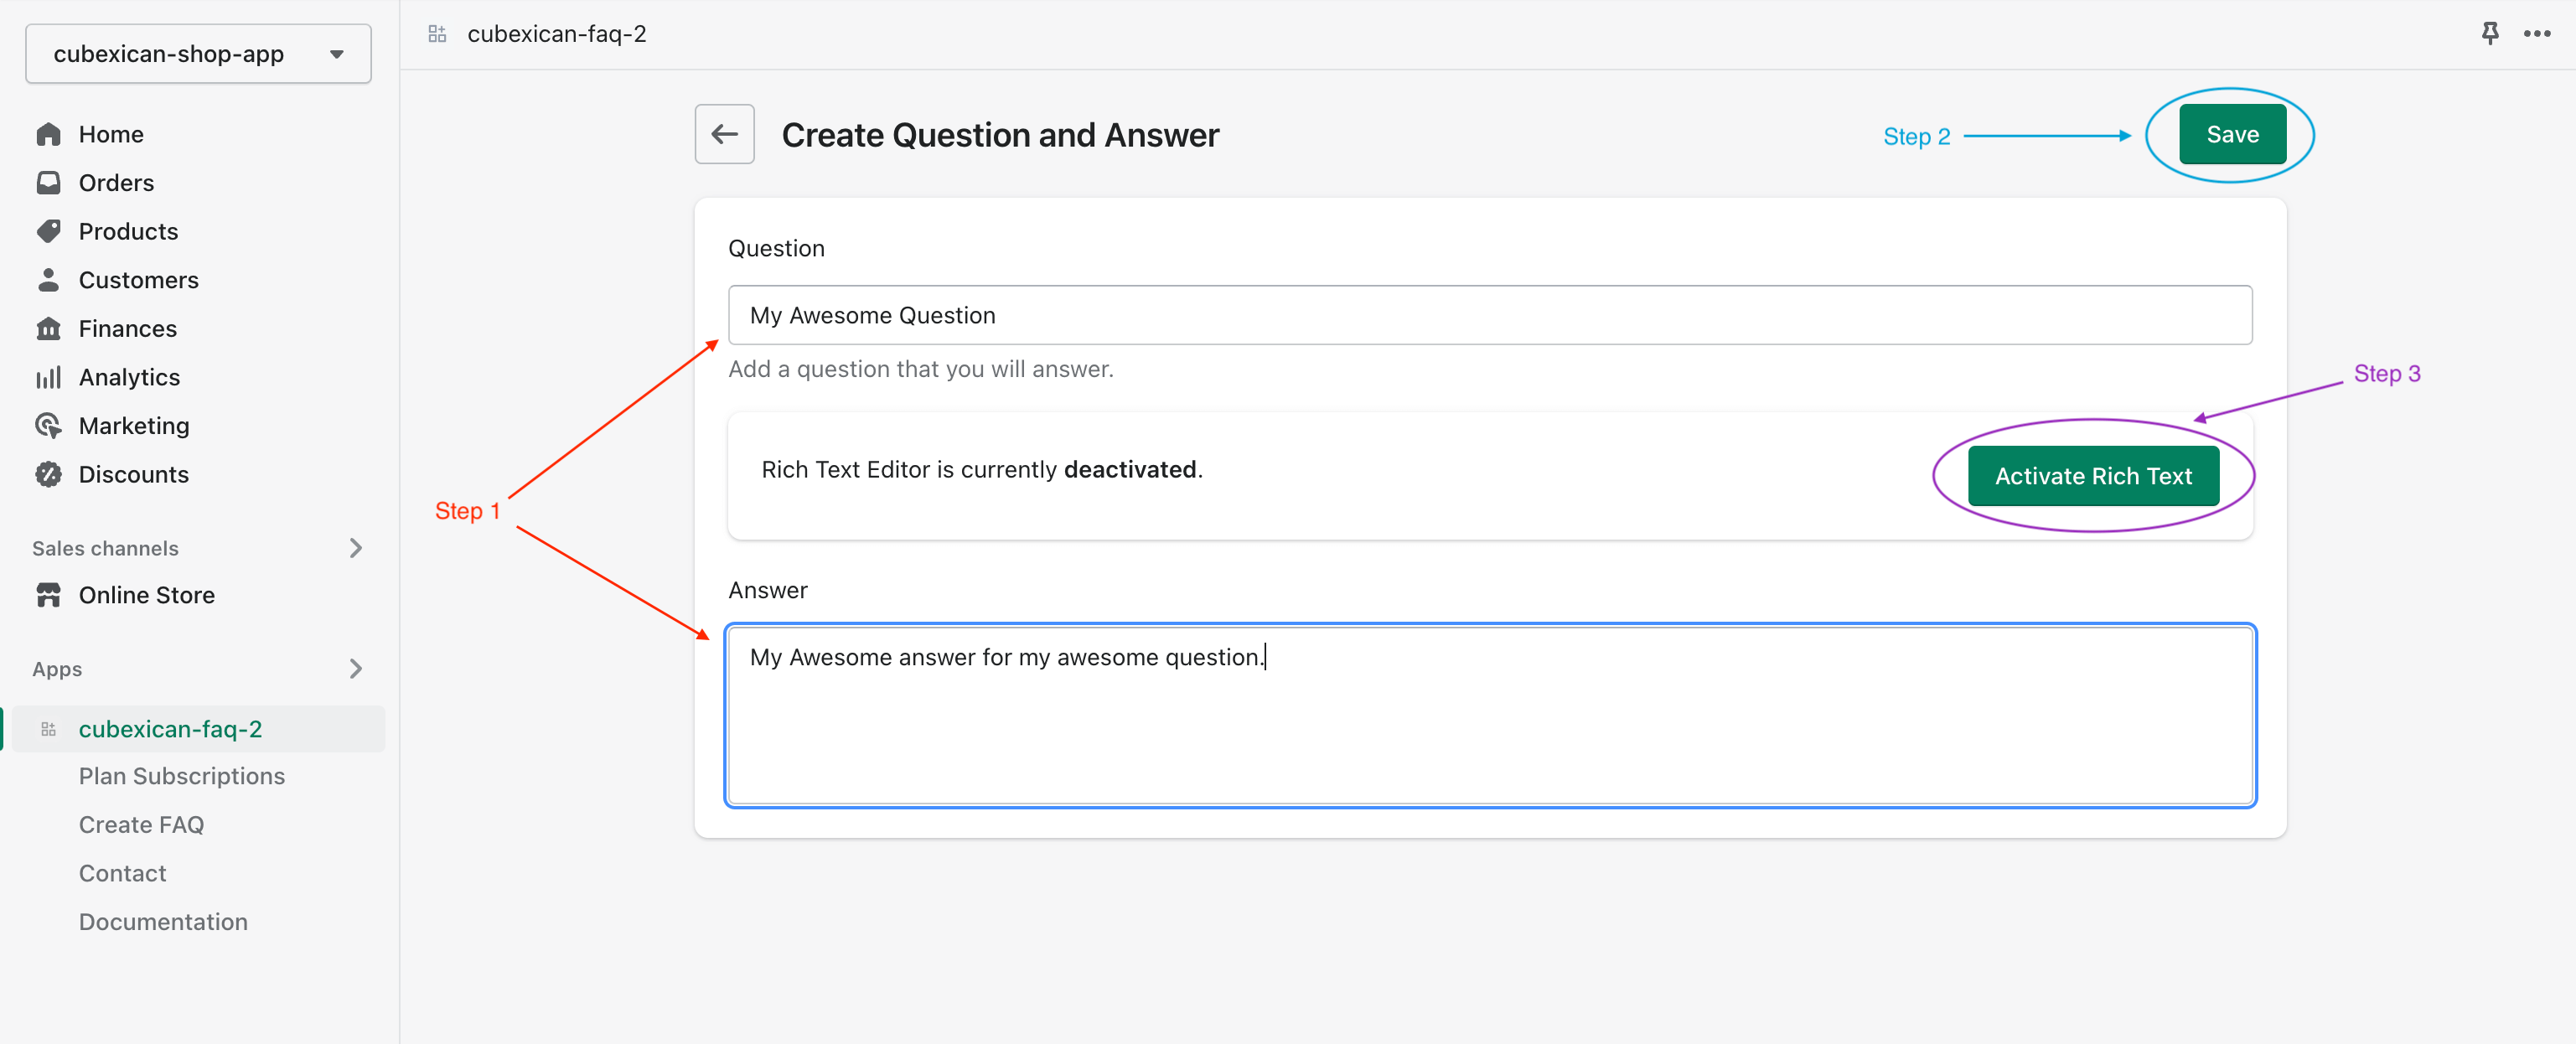 cubexican-shop-app
Home
Orders
Products
Customers
Finances
Analytics
Marketing
Discounts
Sales channels
Online Store
Apps
cubexican-faq-2
Plan Subscriptions
Create FAQ
Contact
Documentation
cubexican-faq-2
Create Question and Answer
Step 2
Save
Question
My Awesome Question
Add a question that you will answer.
Step 3
Rich Text Editor is currently deactivated.
Activate Rich Text
Step 1
Answer
My Awesome answer for my awesome question.